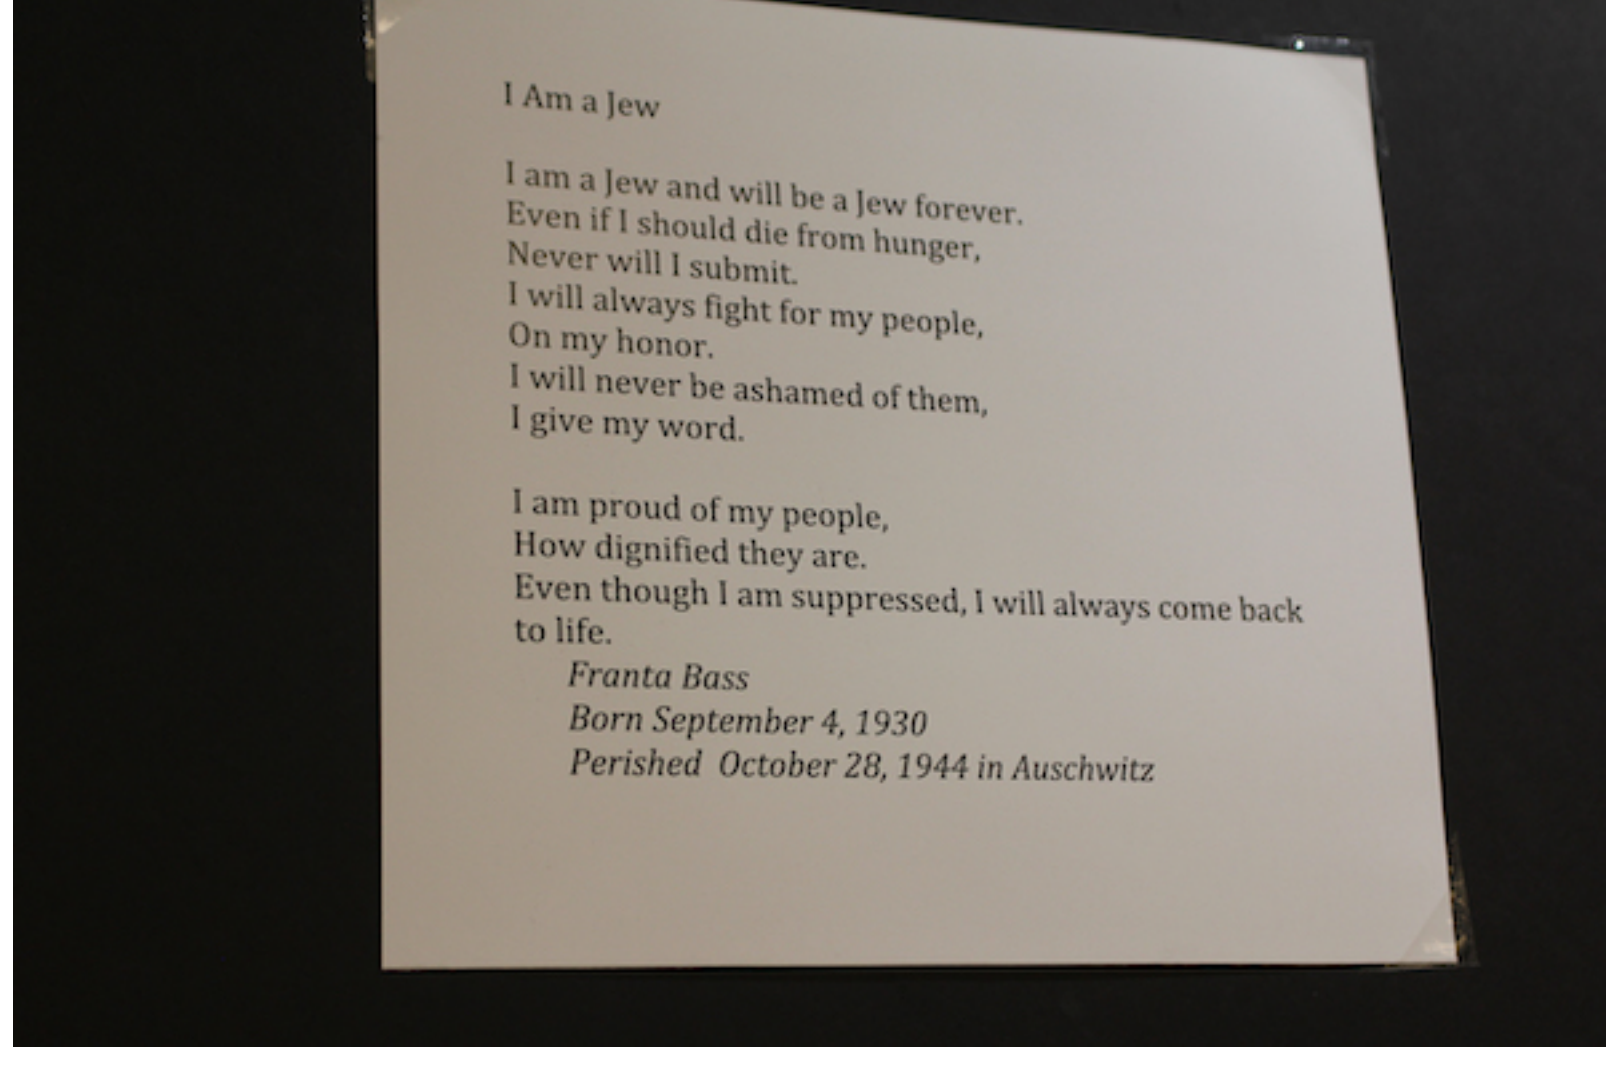 I Am a Jew
I am a Jew and will be a Jew forever.
Even if I should die from hunger,
Never will I submit.
I will always fight for my people,
On my honor.
I will never be ashamed of them,
I give my word.
I am proud of my people,
How dignified they are.
Even though I am suppressed, I will always come back
to life.
Franta Bass
Born September 4, 1930
Perished  October 28, 1944 in Auschwitz